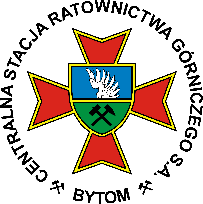 CENTRALNA STACJA RATOWNICTWA GÓRNICZEGO S.A.
BYTOM